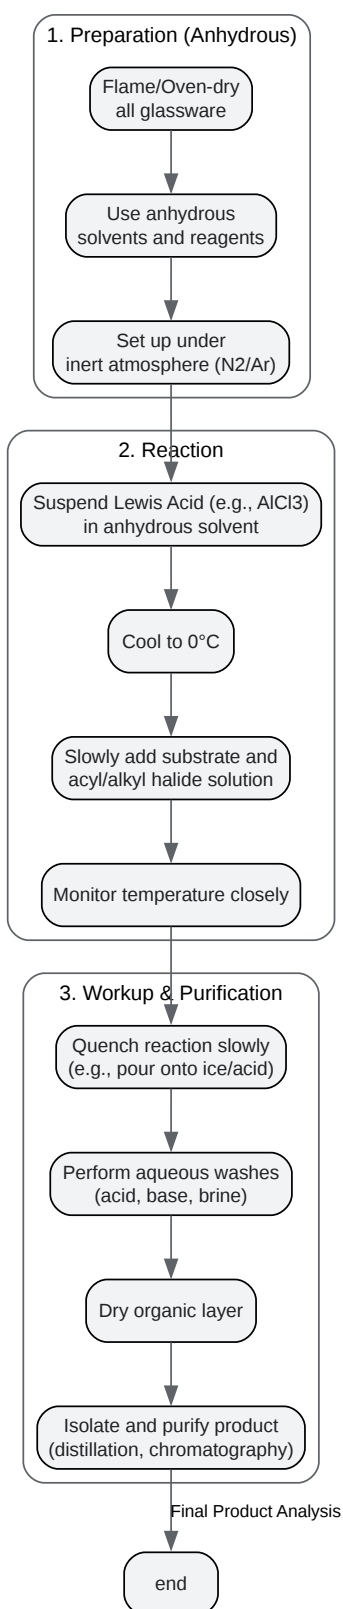 1. Preparation (Anhydrous)
Flame/Oven-dry
all glassware
Use anhydrous
solvents and reagents
Set up under
inert atmosphere (N2/Ar)
2. Reaction
Suspend Lewis Acid (e.g., AlCl3)
in anhydrous solvent
Cool to 0°C
Slowly add substrate and
acyl/alkyl halide solution
Monitor temperature closely
3. Workup & Purification
Quench reaction slowly
(e.g., pour onto ice/acid)
Perform aqueous washes
(acid, base, brine)
Dry organic layer
Isolate and purify product
(distillation, chromatography)
Final Product Analysis
end